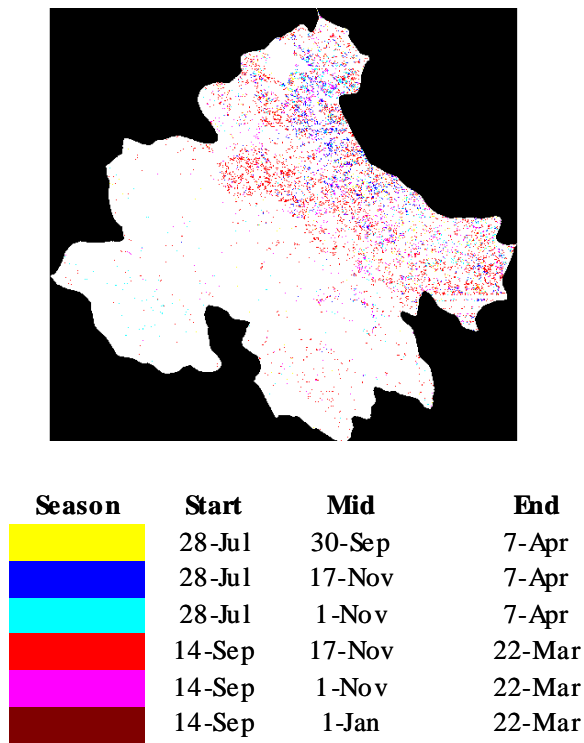 Season Start Mid End
28-Jul 30-Sep 7-Apr
28-Jul 17-Nov 7-Apr
28-Jul 1-Nov 7-Apr
14-Sep 17-Nov 22-Mar
14-Sep 1-Nov 22-Mar
14-Sep 1-Jan 22-Mar